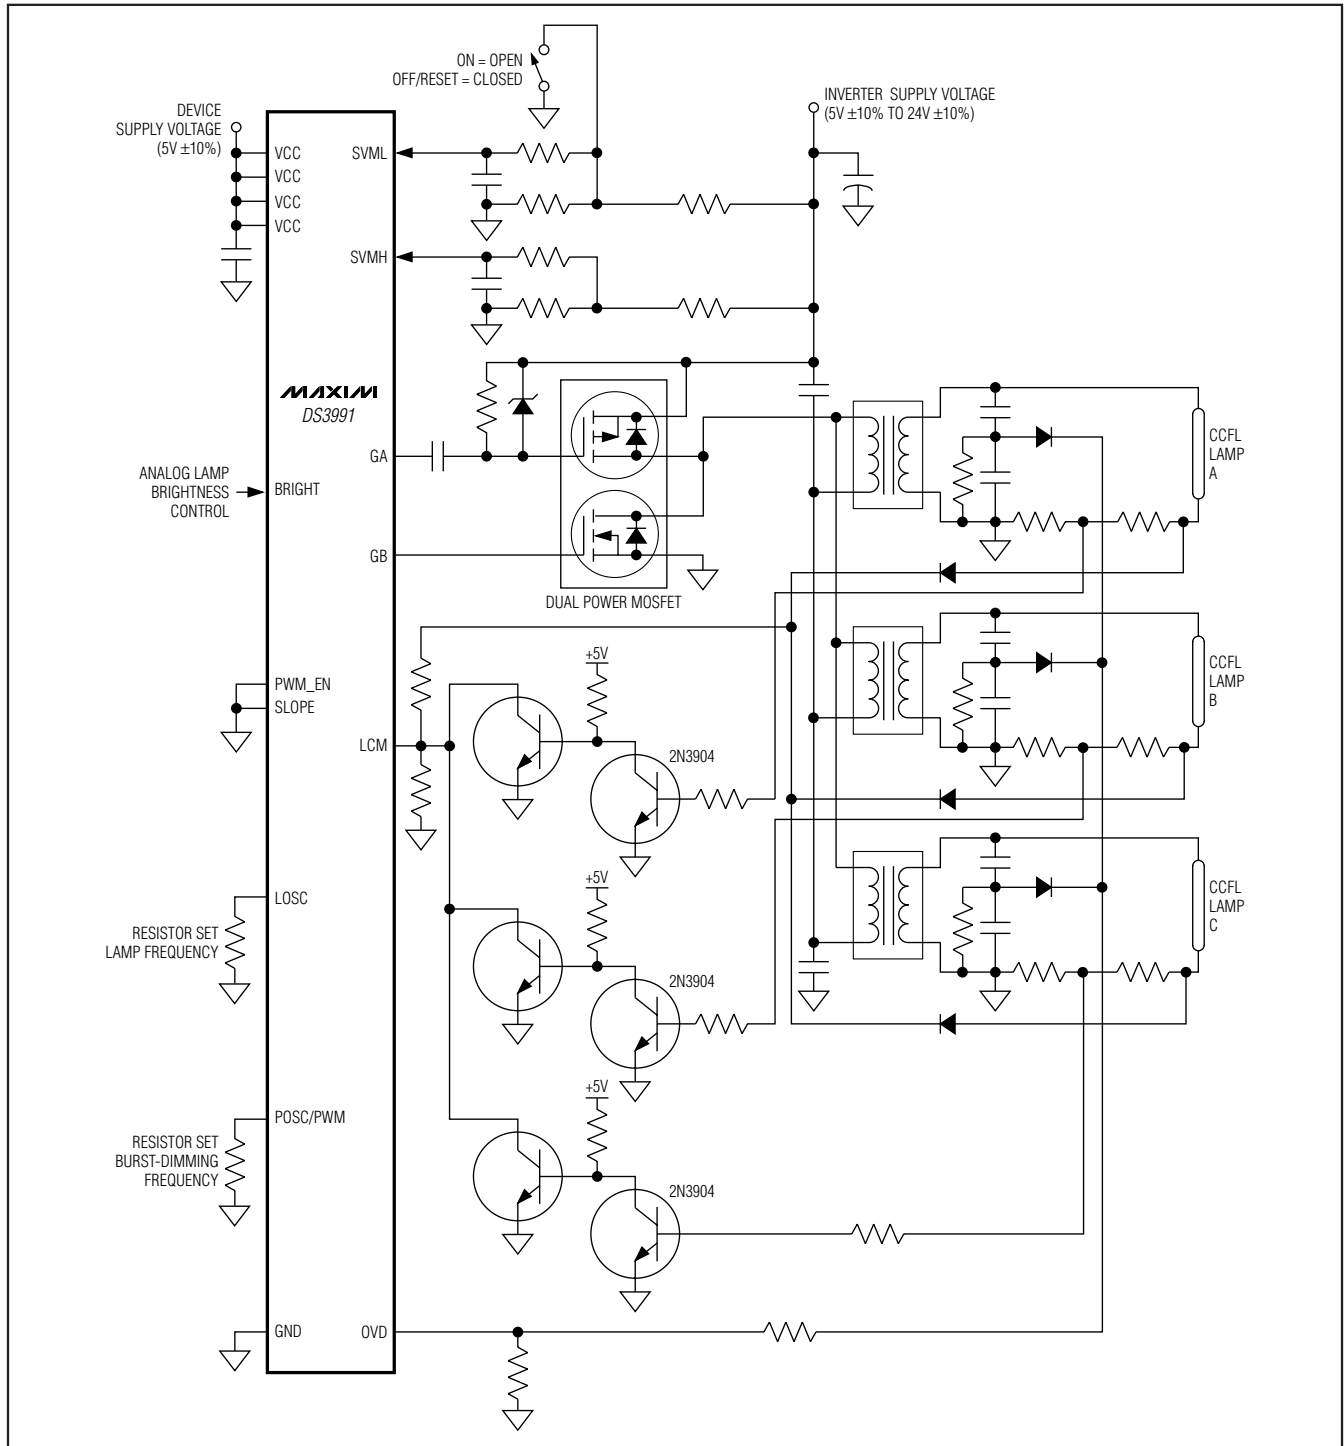 ON = OPEN
OFF/RESET = CLOSED
INVERTER SUPPLY VOLTAGE
(5V ±10% TO 24V ±10%)
DEVICE
SUPPLY VOLTAGE
(5V ±10%)
VCC
VCC
VCC
VCC
SVML
SVMH
MAXIM
DS3991
GA
ANALOG LAMP
BRIGHTNESS
CONTROL
BRIGHT
GB
DUAL POWER MOSFET
CCFL
LAMP
A
PWM_EN
SLOPE
LCM
+5V
2N3904
CCFL
LAMP
B
LOSC
RESISTOR SET
LAMP FREQUENCY
+5V
2N3904
CCFL
LAMP
C
POSC/PWM
RESISTOR SET
BURST-DIMMING
FREQUENCY
+5V
2N3904
GND
OVD